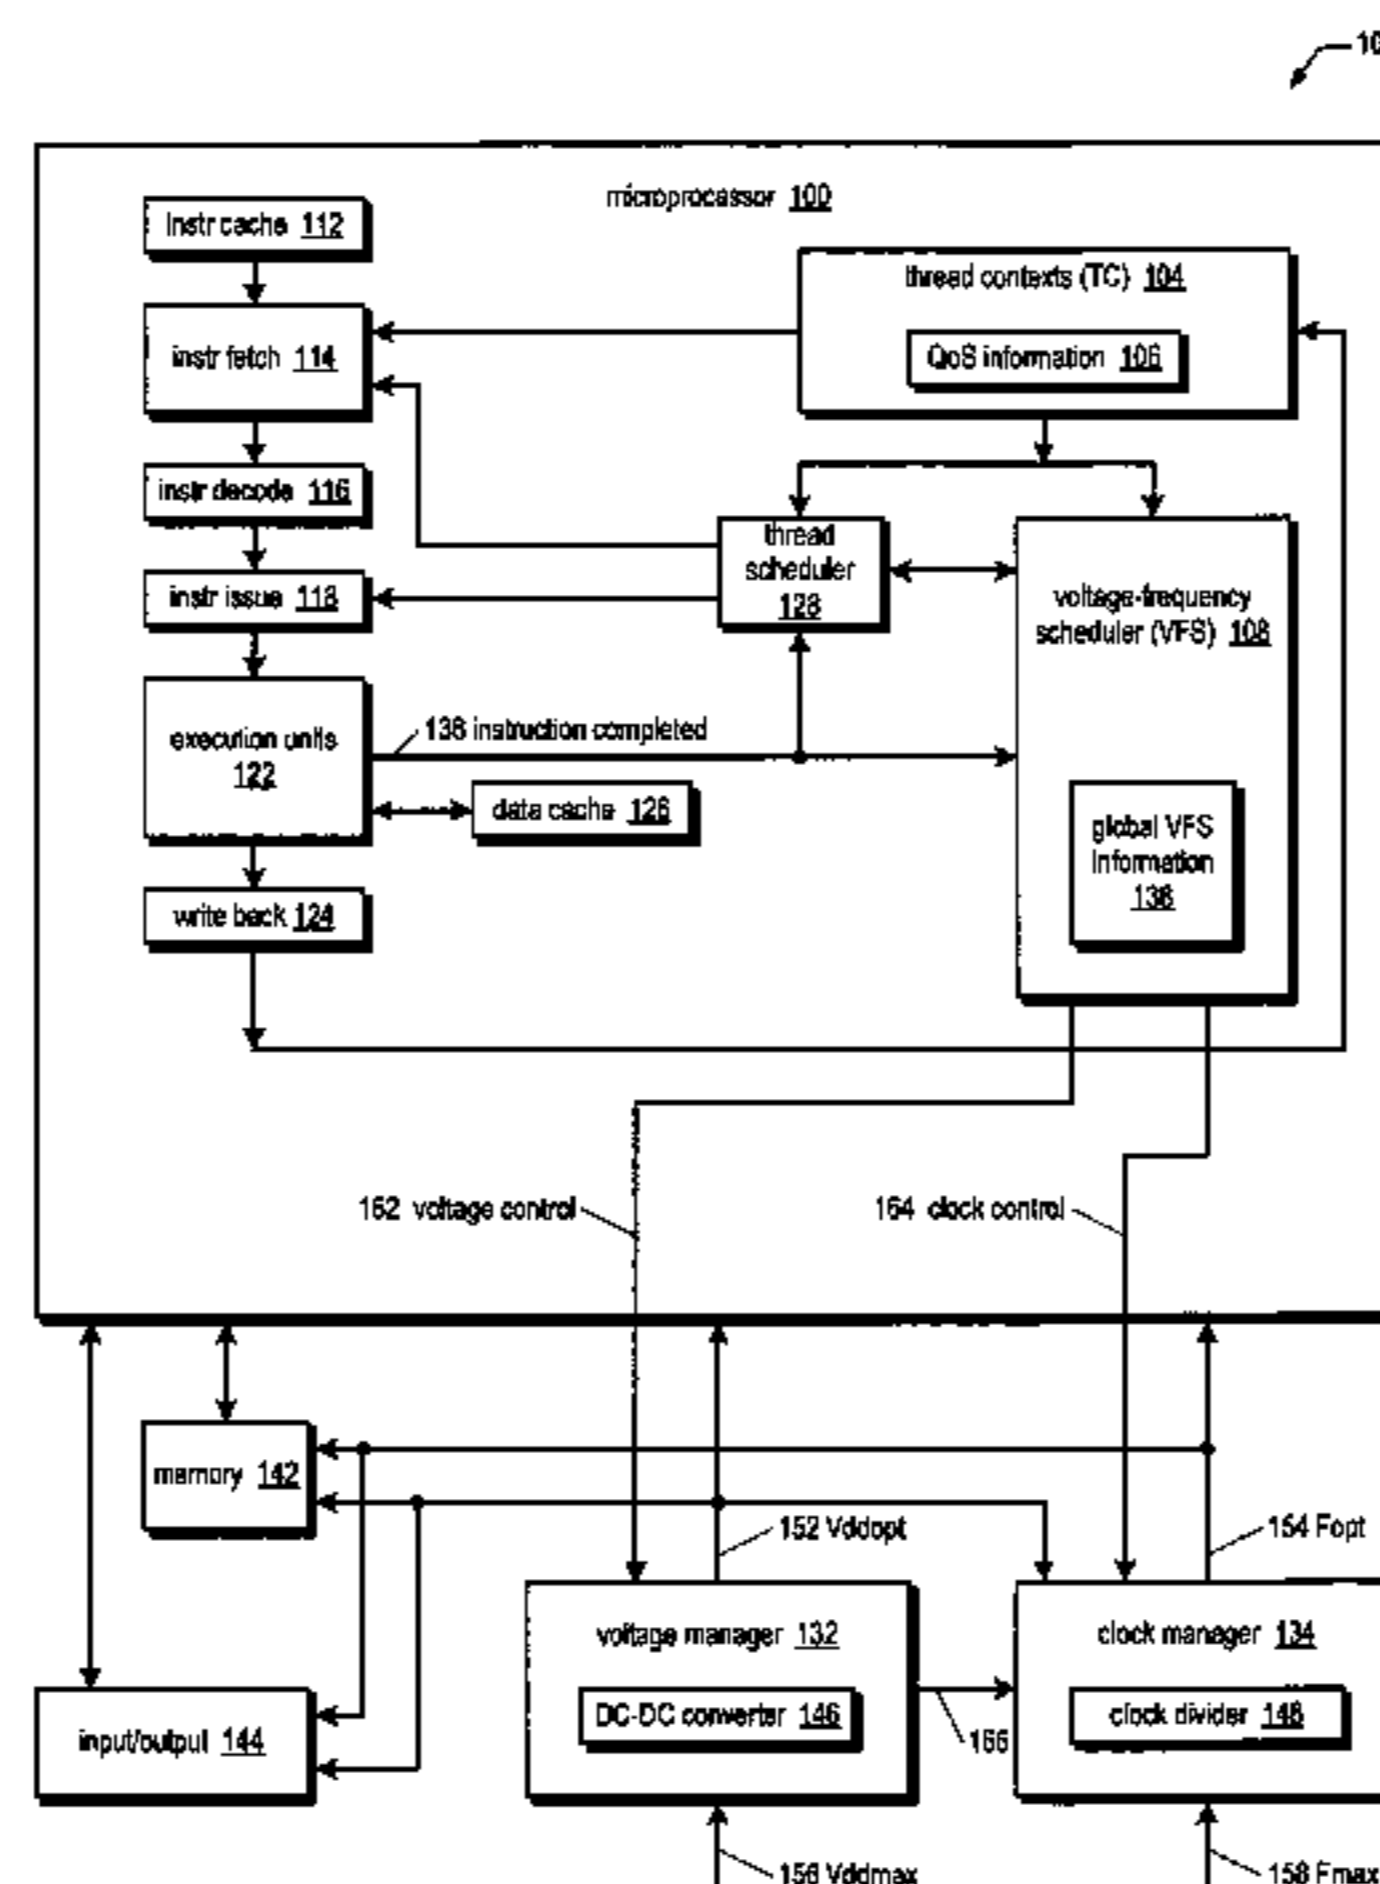 10
microprocessor 100
Instr cache 112
thread contexts (TC) 104
instr fetch 114
QoS information 106
instr decode 116
thread
scheduler
128
instr issue 118
voltage-frequency
scheduler (VFS) 108
execution units
122
136 instruction completed
data cache 126
global VFS
Information
138
write back 124
162 voltage control
164 clock control
memory 142
152 Vddopt
154 Fopt
voltage manager 132
clock manager 134
DC-DC converter 146
clock divider 148
input/output 144
166
156 Vddmax
158 Fmax